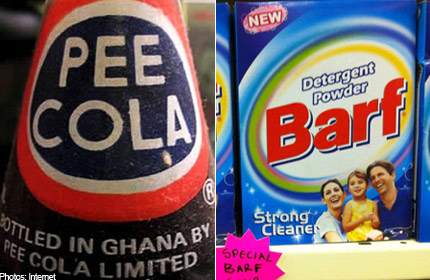 PEE
COLA
®
BOTTLED IN GHANA BY
PEE COLA LIMITED
Photos: Internet
NEW
Detergent
Powder
Barf
Strong
Cleaner
SPECIAL
BARF